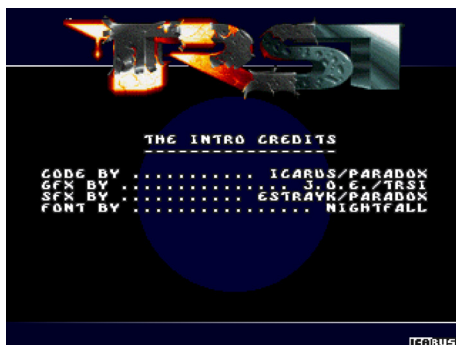 TRSI
THE INTRO CREDITS
--------------------
CODE BY ............ ICARUS/PARADOX
GFX BY ................ J.O.E./TRSI
SFX BY ............ ESTRAYK/PARADOX
FONT BY ................. NIGHTFALL
ICARUS